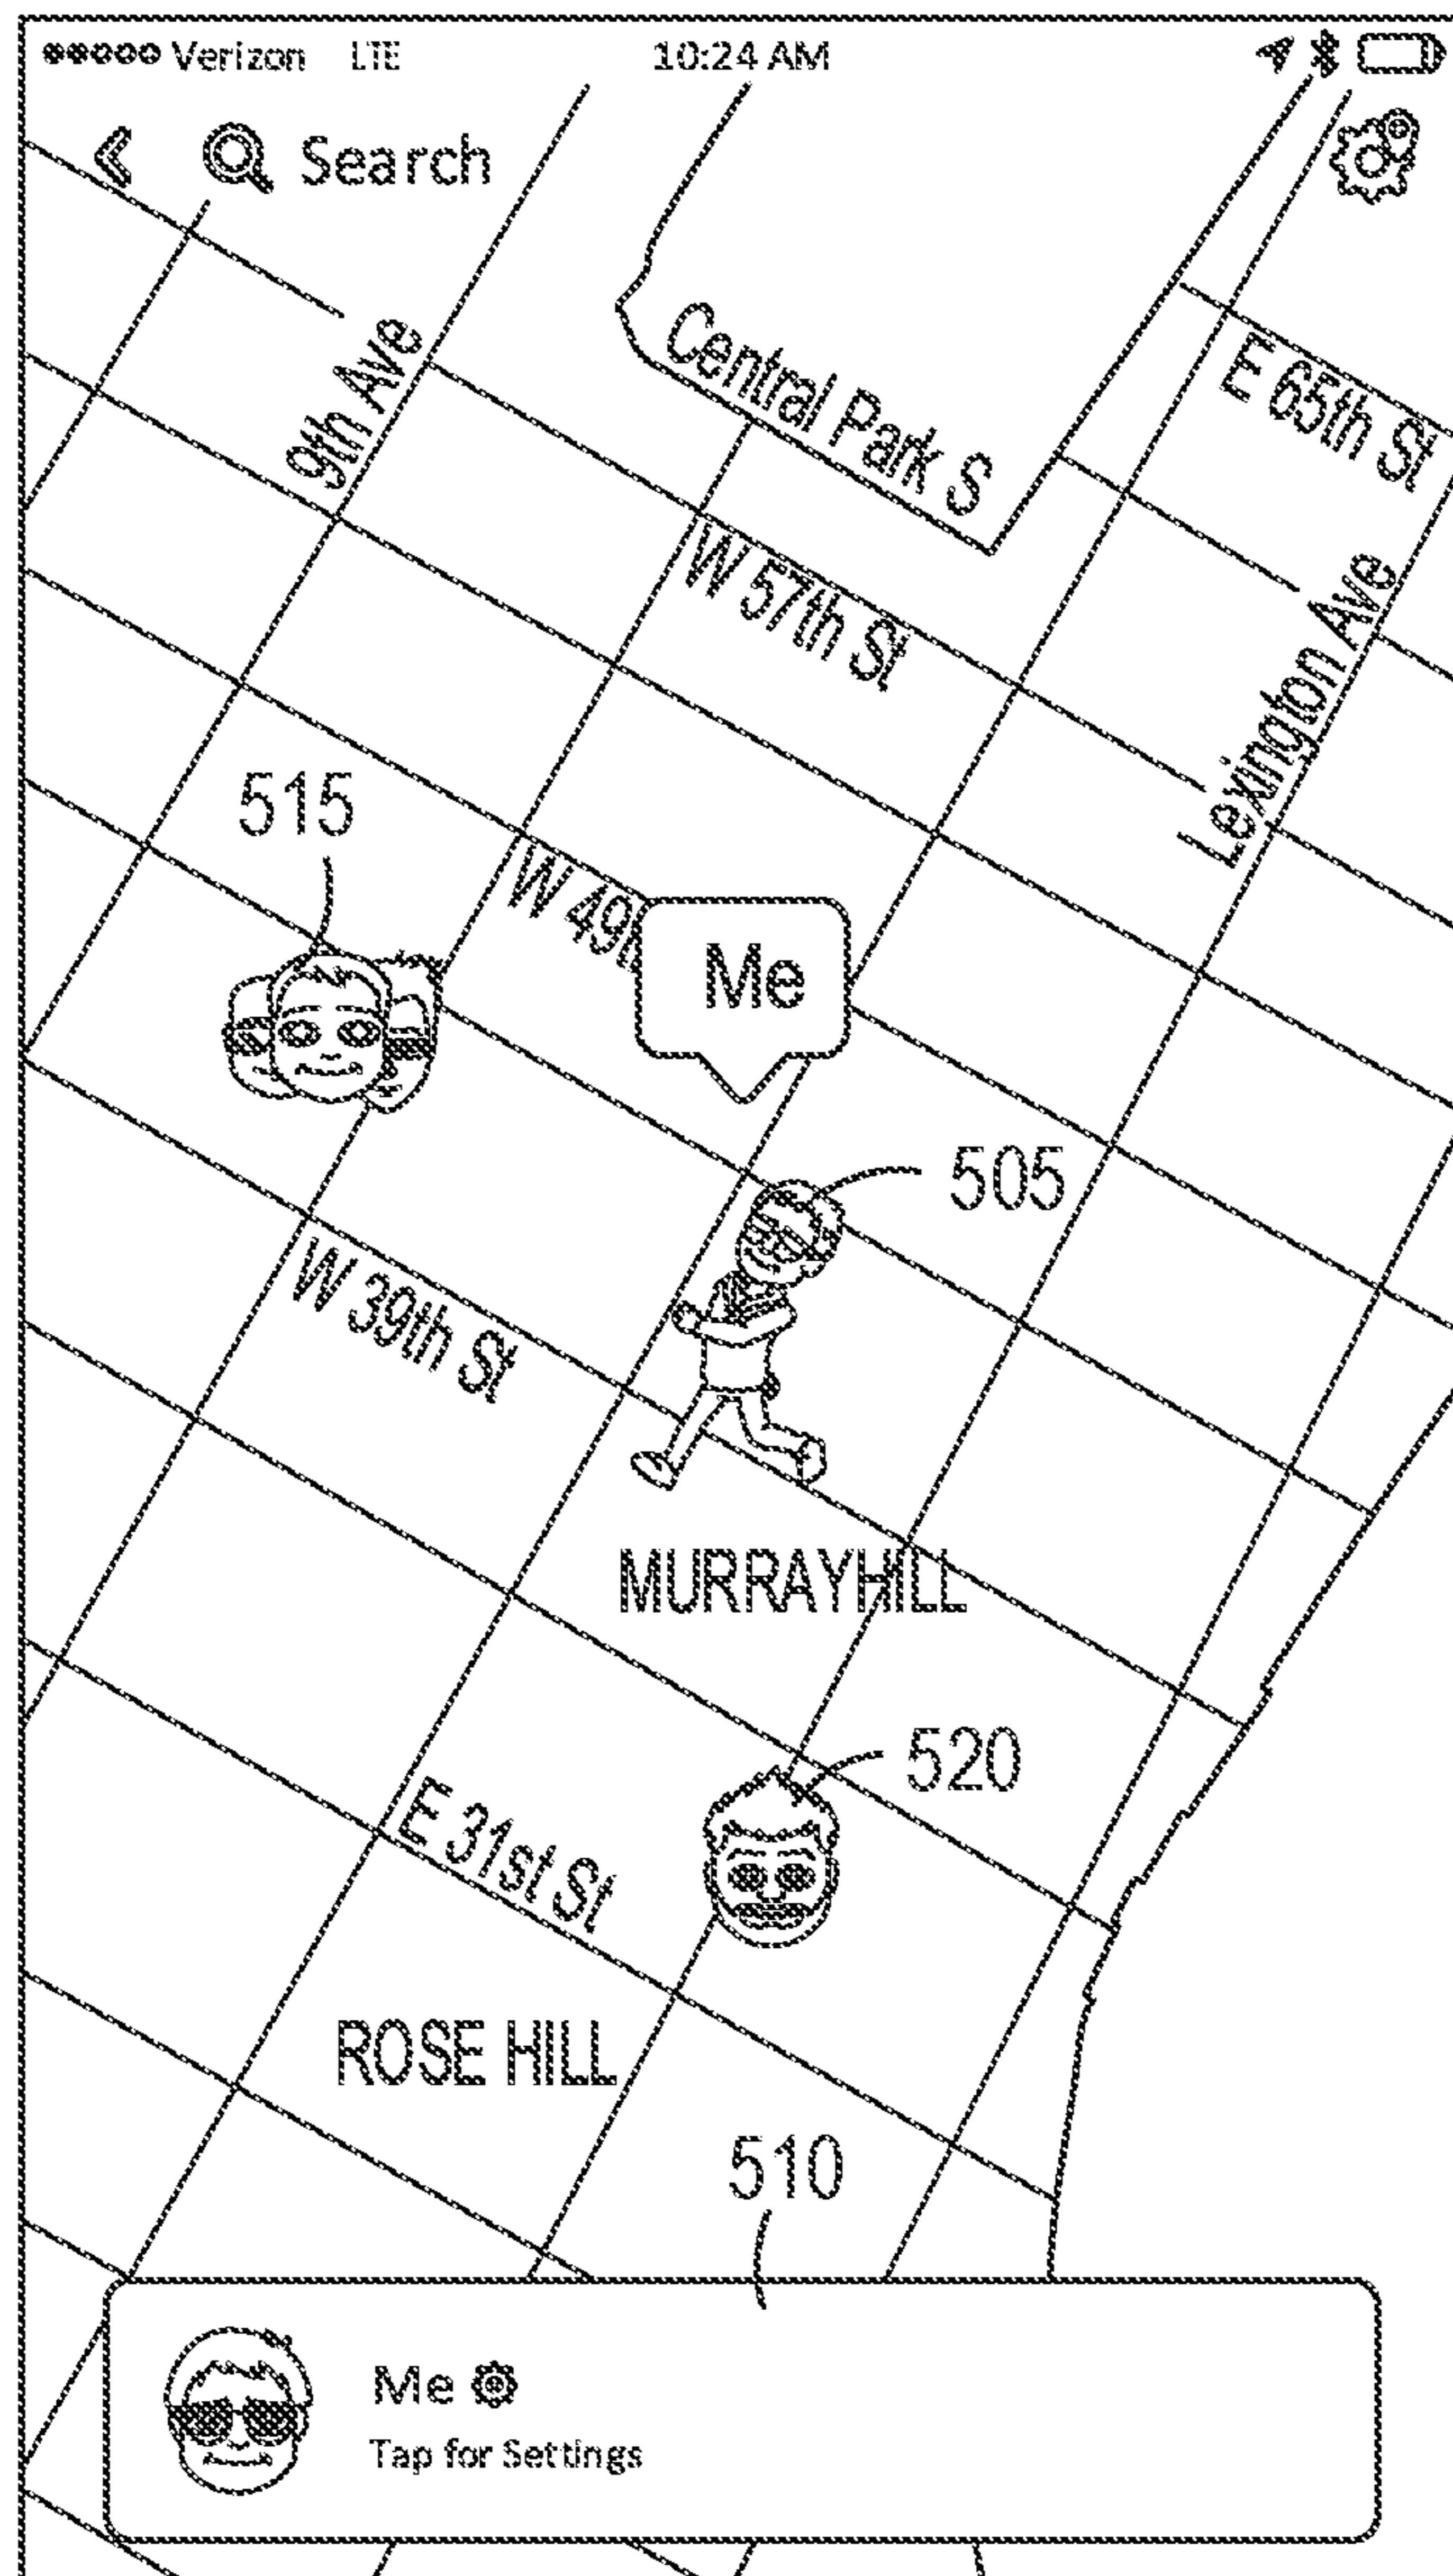 Verizon LTE 10:24 AM
Search
Central Park S
9th Ave
E 65th St
W 57th St
Lexington Ave
515
W 49t
Me
505
W 39th St
MURRAYHILL
520
E 31st St
ROSE HILL
510
Me
Tap for Settings